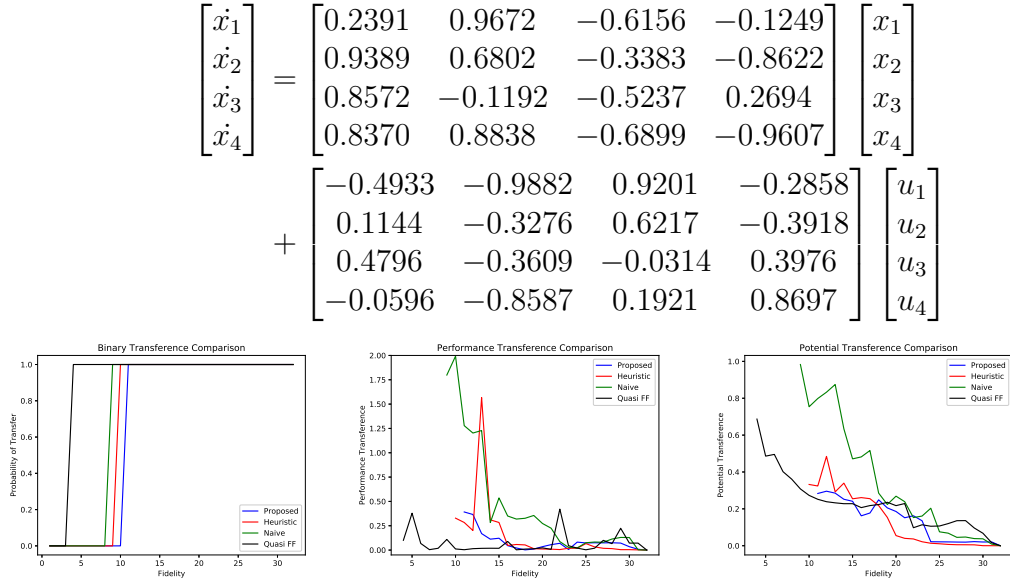 ẋ₁ 0.2391 0.9672 −0.6156 −0.1249 x₁
ẋ₂ 0.9389 0.6802 −0.3383 −0.8622 x₂
=
ẋ₃ 0.8572 −0.1192 −0.5237 0.2694 x₃
ẋ₄ 0.8370 0.8838 −0.6899 −0.9607 x₄
−0.4933 −0.9882 0.9201 −0.2858 u₁
0.1144 −0.3276 0.6217 −0.3918 u₂
+
0.4796 −0.3609 −0.0314 0.3976 u₃
−0.0596 −0.8587 0.1921 0.8697 u₄
Binary Transference Comparison
Probability of Transfer
1.0
0.8
0.6
0.4
0.2
0.0
Proposed
Heuristic
Naive
Quasi FF
0 5 10 15 20 25 30
Fidelity
Performance Transference Comparison
Performance Transference
2.00
1.75
1.50
1.25
1.00
0.75
0.50
0.25
0.00
Proposed
Heuristic
Naive
Quasi FF
5 10 15 20 25 30
Fidelity
Potential Transference Comparison
Potential Transference
1.0
0.8
0.6
0.4
0.2
0.0
Proposed
Heuristic
Naive
Quasi FF
5 10 15 20 25 30
Fidelity